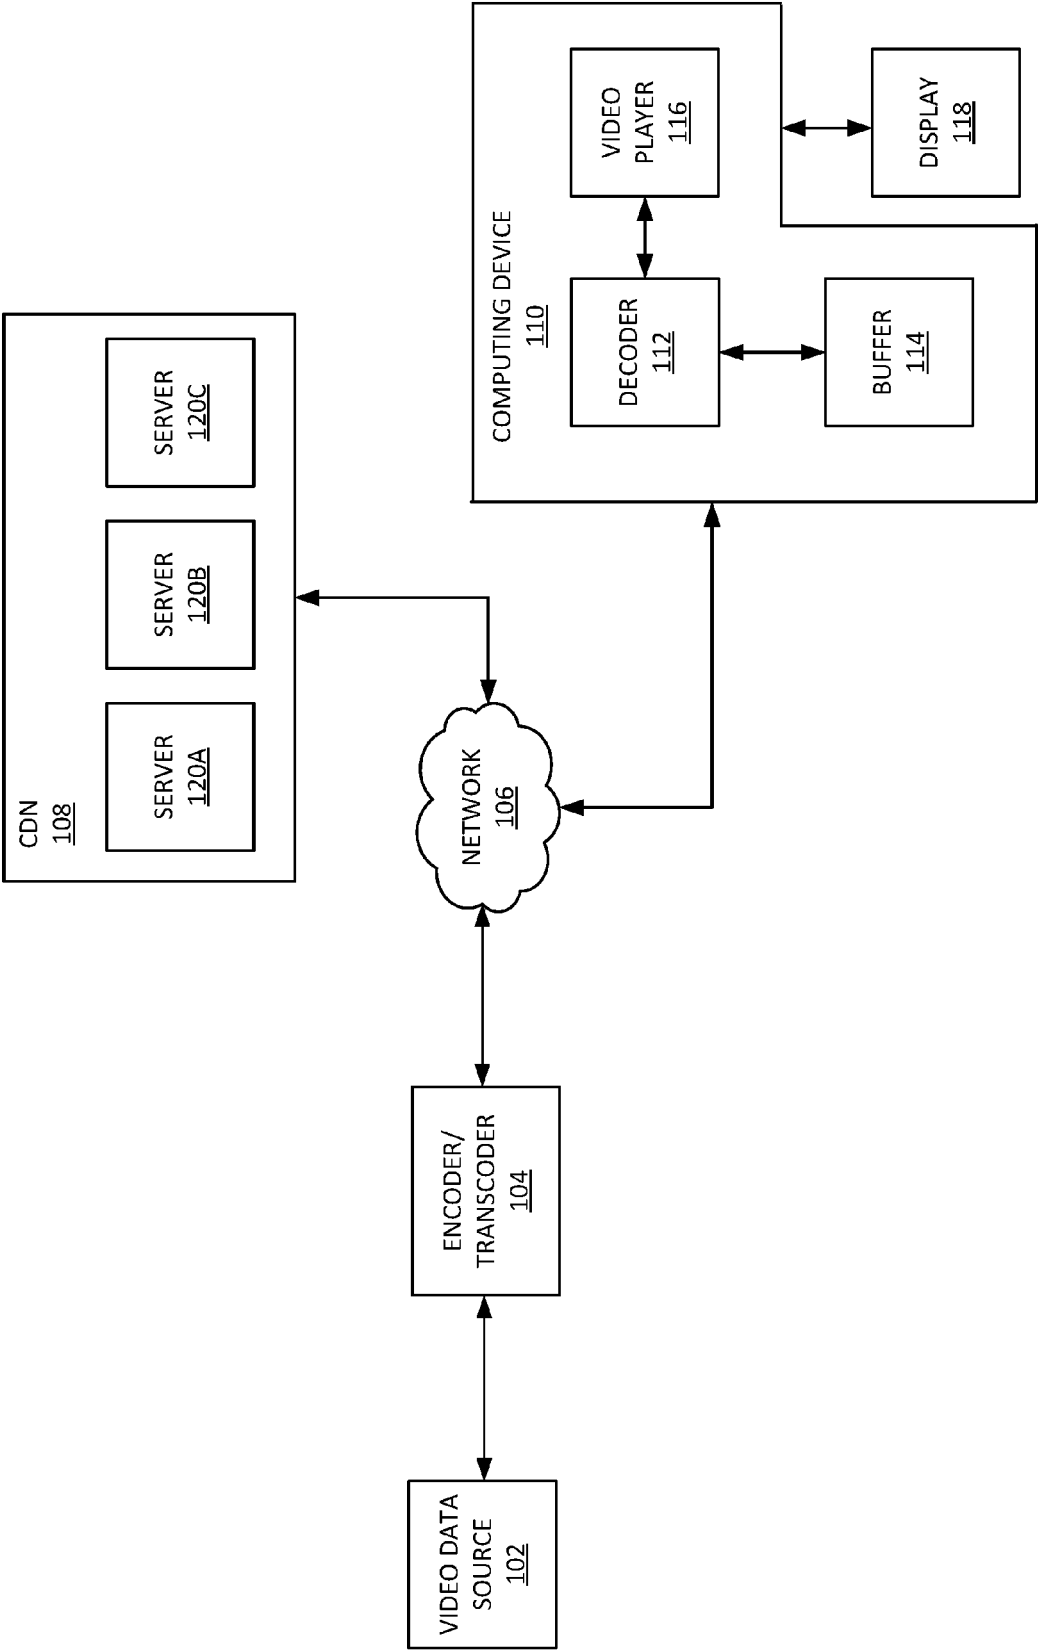 VIDEO DATA
SOURCE
102
ENCODER/
TRANSCODER
104
NETWORK
106
CDN
108
SERVER
120A
SERVER
120B
SERVER
120C
COMPUTING DEVICE
110
DECODER
112
VIDEO
PLAYER
116
BUFFER
114
DISPLAY
118